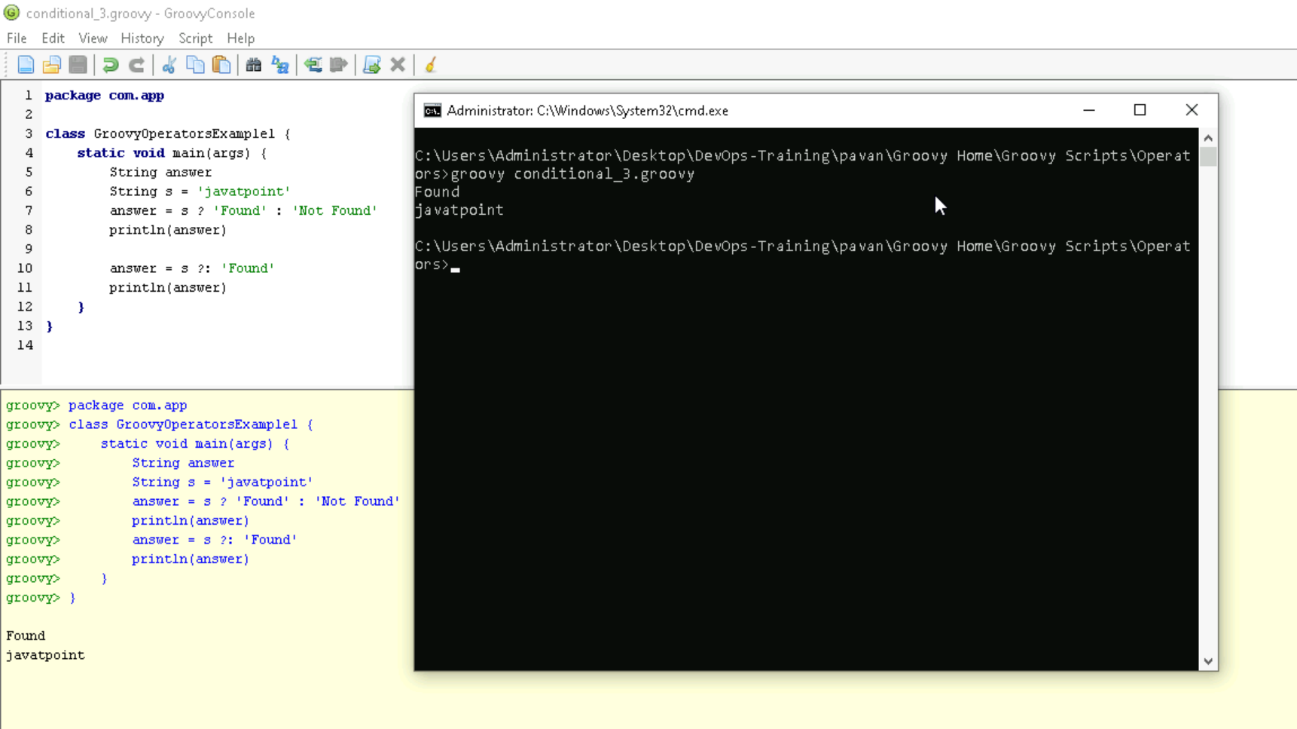 conditional_3.groovy - GroovyConsole
File Edit View History Script Help
1 package com.app
2
3 class GroovyOperatorsExample1 {
4 static void main(args) {
5 String answer
6 String s = 'javatpoint'
7 answer = s ? 'Found' : 'Not Found'
8 println(answer)
9
10 answer = s ?: 'Found'
11 println(answer)
12 }
13 }
14
groovy> package com.app
groovy> class GroovyOperatorsExample1 {
groovy> static void main(args) {
groovy> String answer
groovy> String s = 'javatpoint'
groovy> answer = s ? 'Found' : 'Not Found'
groovy> println(answer)
groovy> answer = s ?: 'Found'
groovy> println(answer)
groovy> }
groovy> }
Found
javatpoint
Administrator: C:\Windows\System32\cmd.exe
C:\Users\Administrator\Desktop\DevOps-Training\pavan\Groovy Home\Groovy Scripts\Operat
ors>groovy conditional_3.groovy
Found
javatpoint
C:\Users\Administrator\Desktop\DevOps-Training\pavan\Groovy Home\Groovy Scripts\Operat
ors>